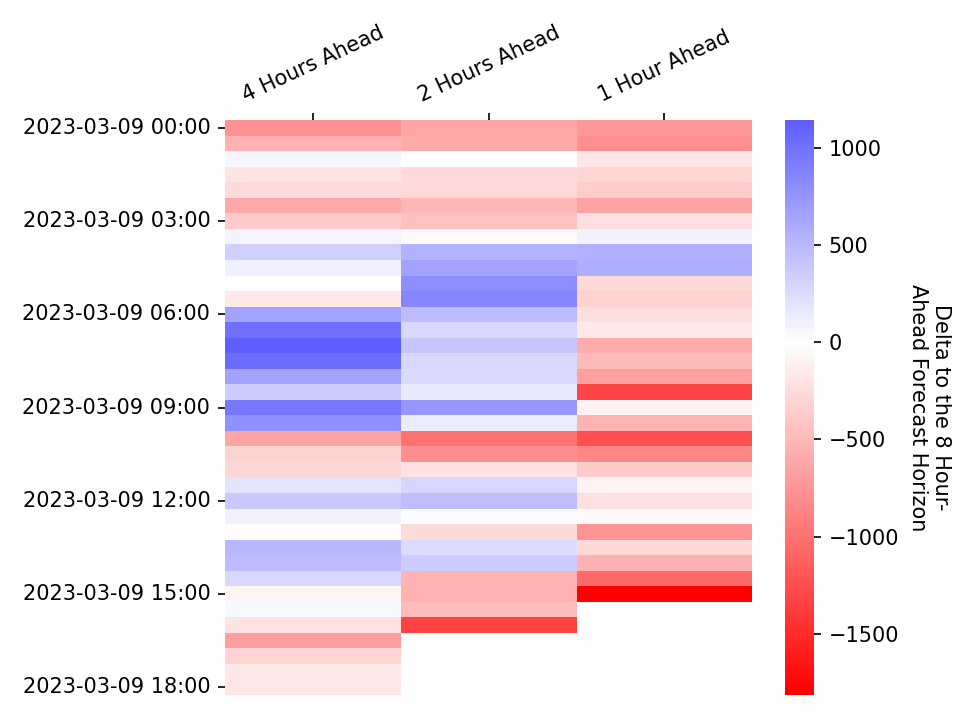 4 Hours Ahead
2 Hours Ahead
1 Hour Ahead
2023-03-09 00:00
2023-03-09 03:00
2023-03-09 06:00
2023-03-09 09:00
2023-03-09 12:00
2023-03-09 15:00
2023-03-09 18:00
1000
500
0
−500
−1000
−1500
Delta to the 8 Hour-
Ahead Forecast Horizon